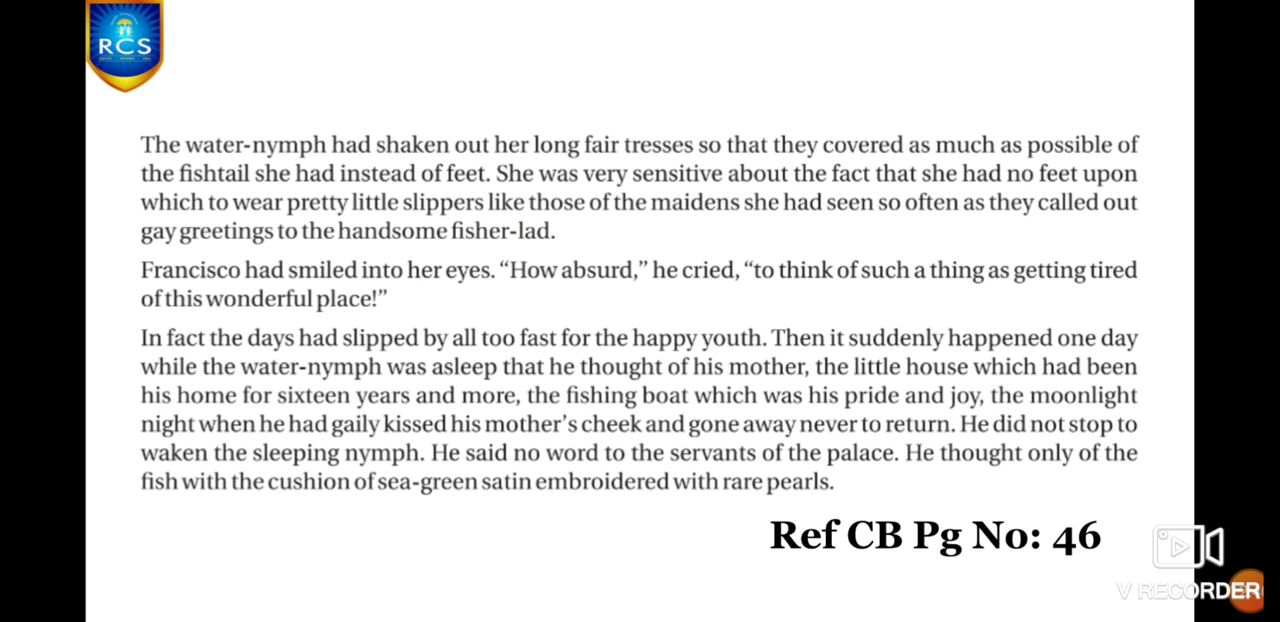 RCS
The water-nymph had shaken out her long fair tresses so that they covered as much as possible of
the fishtail she had instead of feet. She was very sensitive about the fact that she had no feet upon
which to wear pretty little slippers like those of the maidens she had seen so often as they called out
gay greetings to the handsome fisher-lad.
Francisco had smiled into her eyes. “How absurd,” he cried, “to think of such a thing as getting tired
of this wonderful place!”
In fact the days had slipped by all too fast for the happy youth. Then it suddenly happened one day
while the water-nymph was asleep that he thought of his mother, the little house which had been
his home for sixteen years and more, the fishing boat which was his pride and joy, the moonlight
night when he had gaily kissed his mother’s cheek and gone away never to return. He did not stop to
waken the sleeping nymph. He said no word to the servants of the palace. He thought only of the
fish with the cushion of sea-green satin embroidered with rare pearls.
Ref CB Pg No: 46
V RECORDER